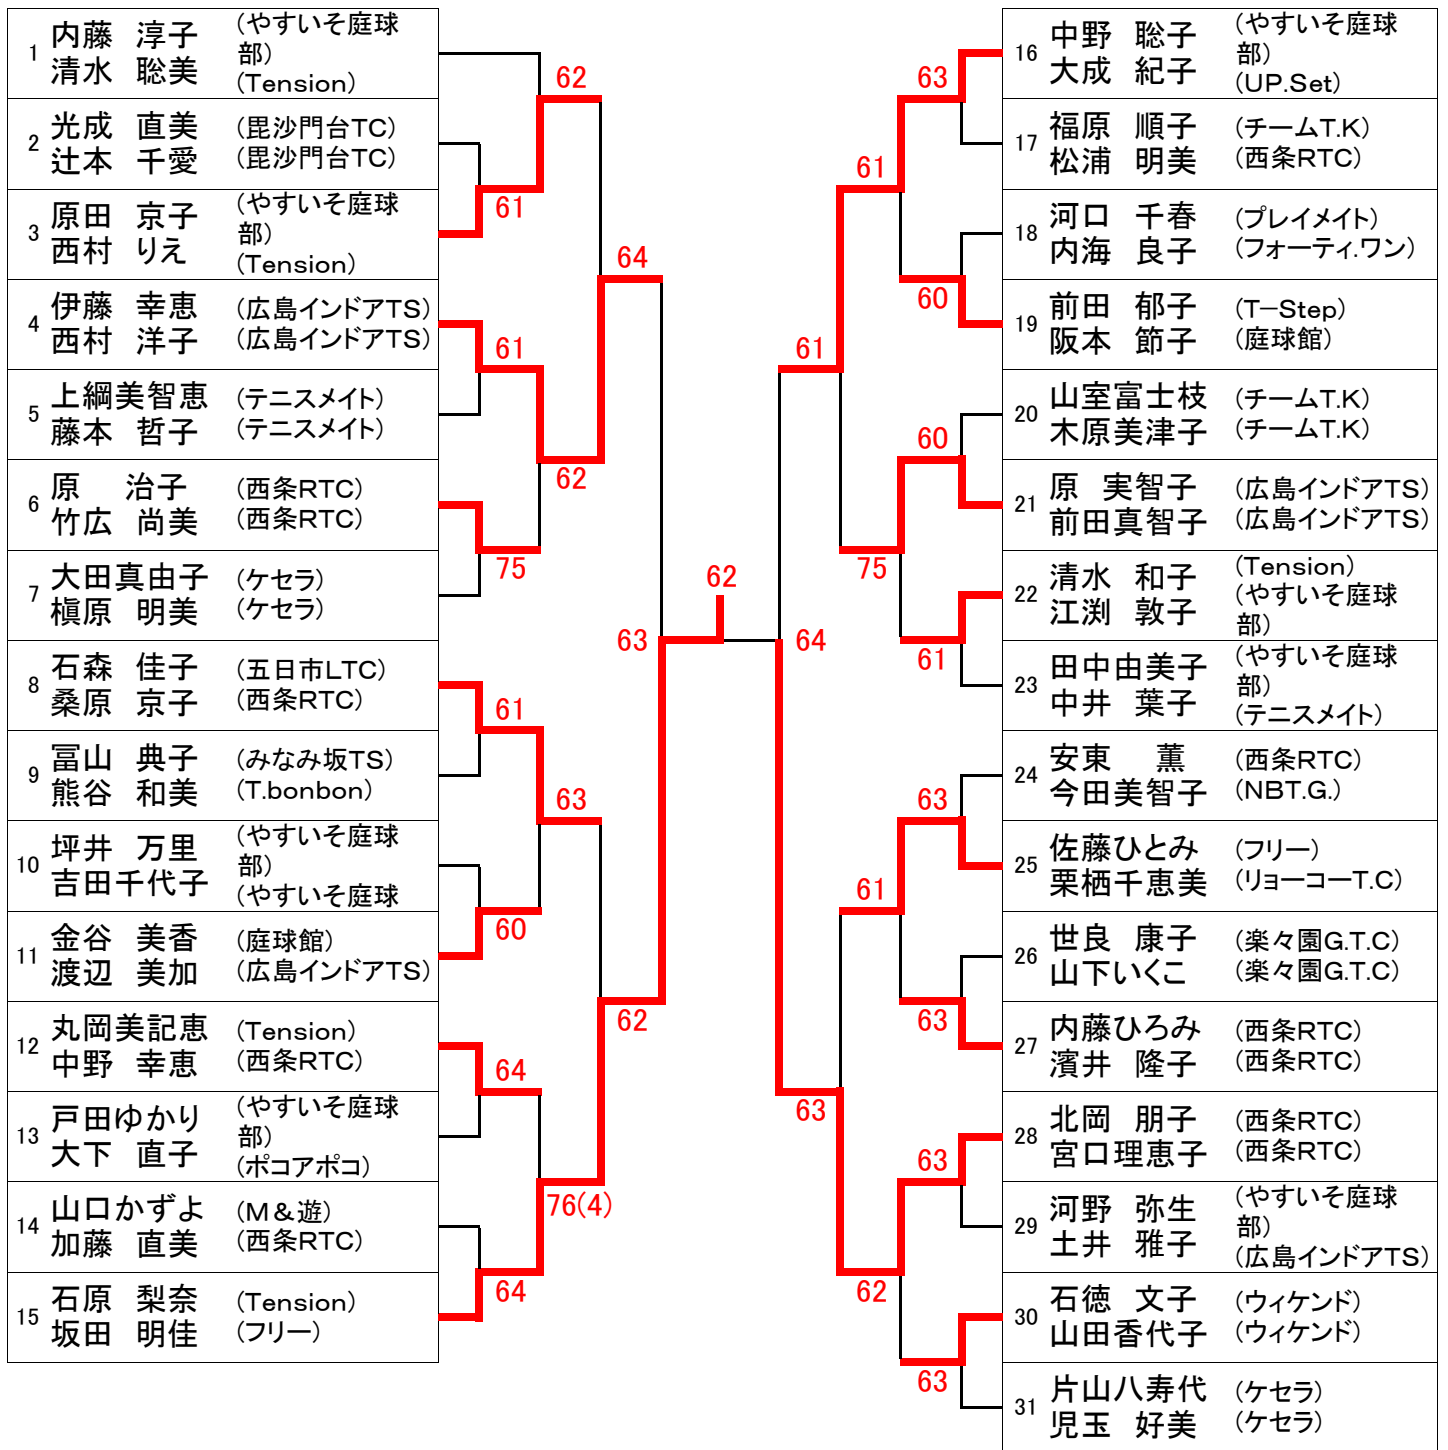 1 内藤 淳子 (やすいそ庭球部)
清水 聡美 (Tension)
2 光成 直美 (毘沙門台TC)
辻本 千愛 (毘沙門台TC)
3 原田 京子 (やすいそ庭球部)
西村 りえ (Tension)
4 伊藤 幸恵 (広島インドアTS)
西村 洋子 (広島インドアTS)
5 上綱美智恵 (テニスメイト)
藤本 哲子 (テニスメイト)
6 原 治子 (西条RTC)
竹広 尚美 (西条RTC)
7 大田真由子 (ケセラ)
槇原 明美 (ケセラ)
8 石森 佳子 (五日市LTC)
桑原 京子 (西条RTC)
9 冨山 典子 (みなみ坂TS)
熊谷 和美 (T.bonbon)
10 坪井 万里 (やすいそ庭球部)
吉田千代子 (やすいそ庭球
11 金谷 美香 (庭球館)
渡辺 美加 (広島インドアTS)
12 丸岡美記恵 (Tension)
中野 幸恵 (西条RTC)
13 戸田ゆかり (やすいそ庭球部)
大下 直子 (ポコアポコ)
14 山口かずよ (M&遊)
加藤 直美 (西条RTC)
15 石原 梨奈 (Tension)
坂田 明佳 (フリー)
62
61
64
61
62
75
63
61
63
60
62
64
76(4)
64
62
63
61
60
61
60
75
61
64
63
61
63
63
63
62
63
16 中野 聡子 (やすいそ庭球部)
大成 紀子 (UP.Set)
17 福原 順子 (チームT.K)
松浦 明美 (西条RTC)
18 河口 千春 (プレイメイト)
内海 良子 (フォーティ.ワン)
19 前田 郁子 (T-Step)
阪本 節子 (庭球館)
20 山室富士枝 (チームT.K)
木原美津子 (チームT.K)
21 原 実智子 (広島インドアTS)
前田真智子 (広島インドアTS)
22 清水 和子 (Tension)
江渕 敦子 (やすいそ庭球部)
23 田中由美子 (やすいそ庭球部)
中井 葉子 (テニスメイト)
24 安東 薫 (西条RTC)
今田美智子 (NBT.G.)
25 佐藤ひとみ (フリー)
栗栖千恵美 (リョーコーT.C)
26 世良 康子 (楽々園G.T.C)
山下いくこ (楽々園G.T.C)
27 内藤ひろみ (西条RTC)
濱井 隆子 (西条RTC)
28 北岡 朋子 (西条RTC)
宮口理恵子 (西条RTC)
29 河野 弥生 (やすいそ庭球部)
土井 雅子 (広島インドアTS)
30 石徳 文子 (ウィケンド)
山田香代子 (ウィケンド)
31 片山八寿代 (ケセラ)
児玉 好美 (ケセラ)